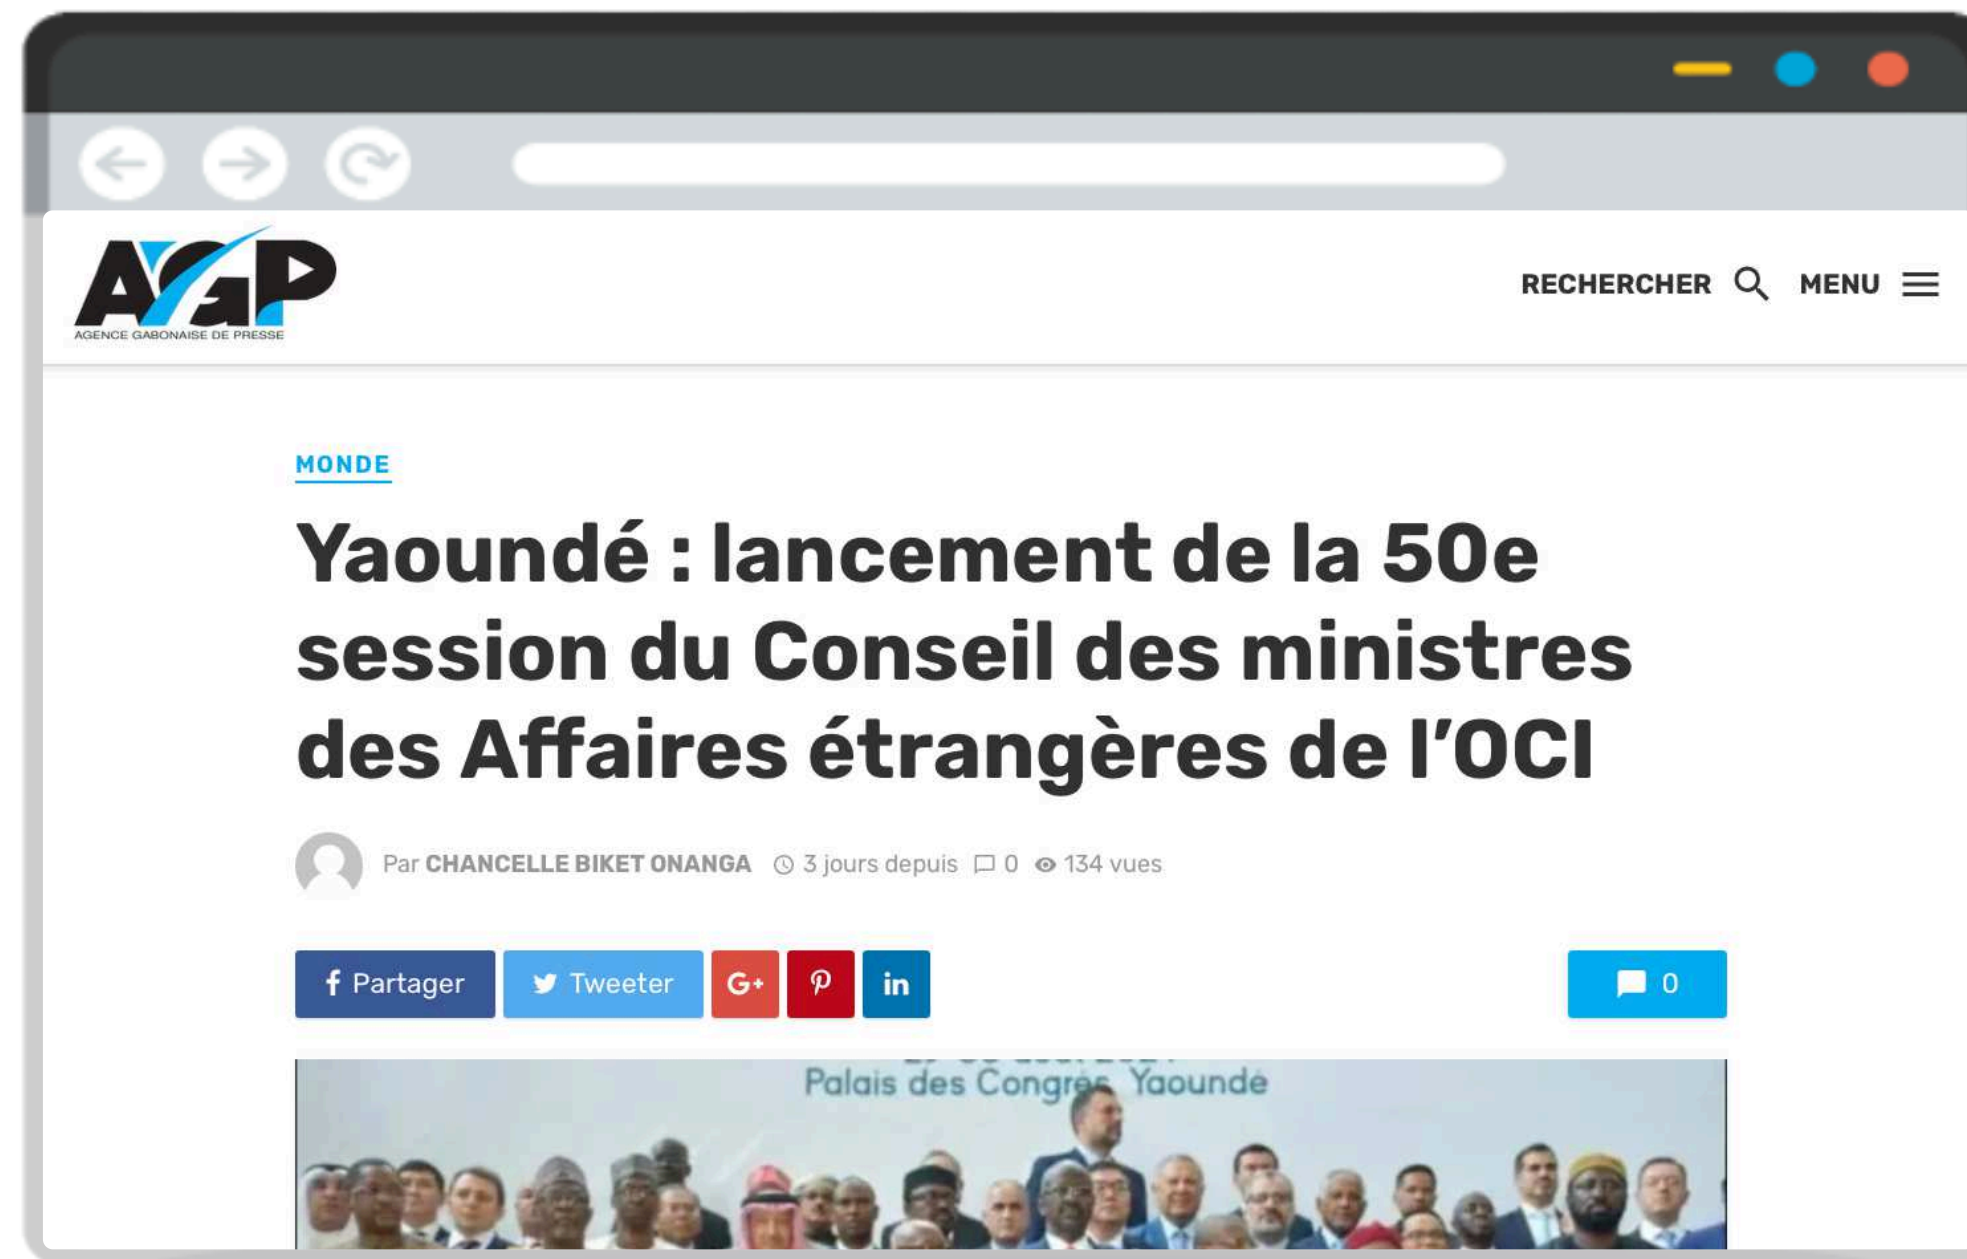 AGP
AGENCE GABONAISE DE PRESSE
RECHERCHER MENU
MONDE
Yaoundé : lancement de la 50e
session du Conseil des ministres
des Affaires étrangères de l’OCI
Par CHANCELLE BIKET ONANGA 3 jours depuis 0 134 vues
f Partager Tweeter G+ in 0
Palais des Congrès, Yaoundé